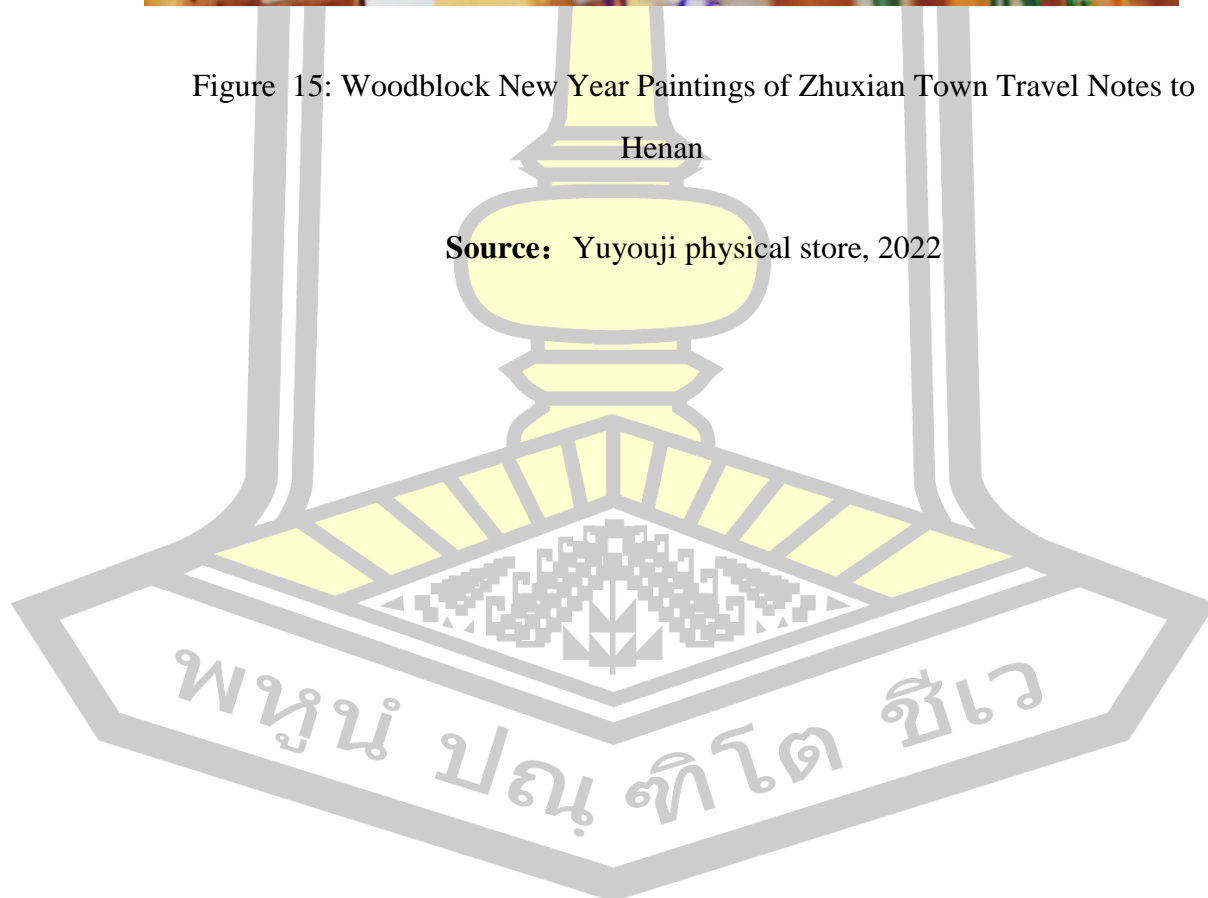 Figure 15: Woodblock New Year Paintings of Zhuxian Town Travel Notes to
Henan
Source： Yuyouji physical store, 2022
พหูนํ ปณฺฑิโต ชีเว